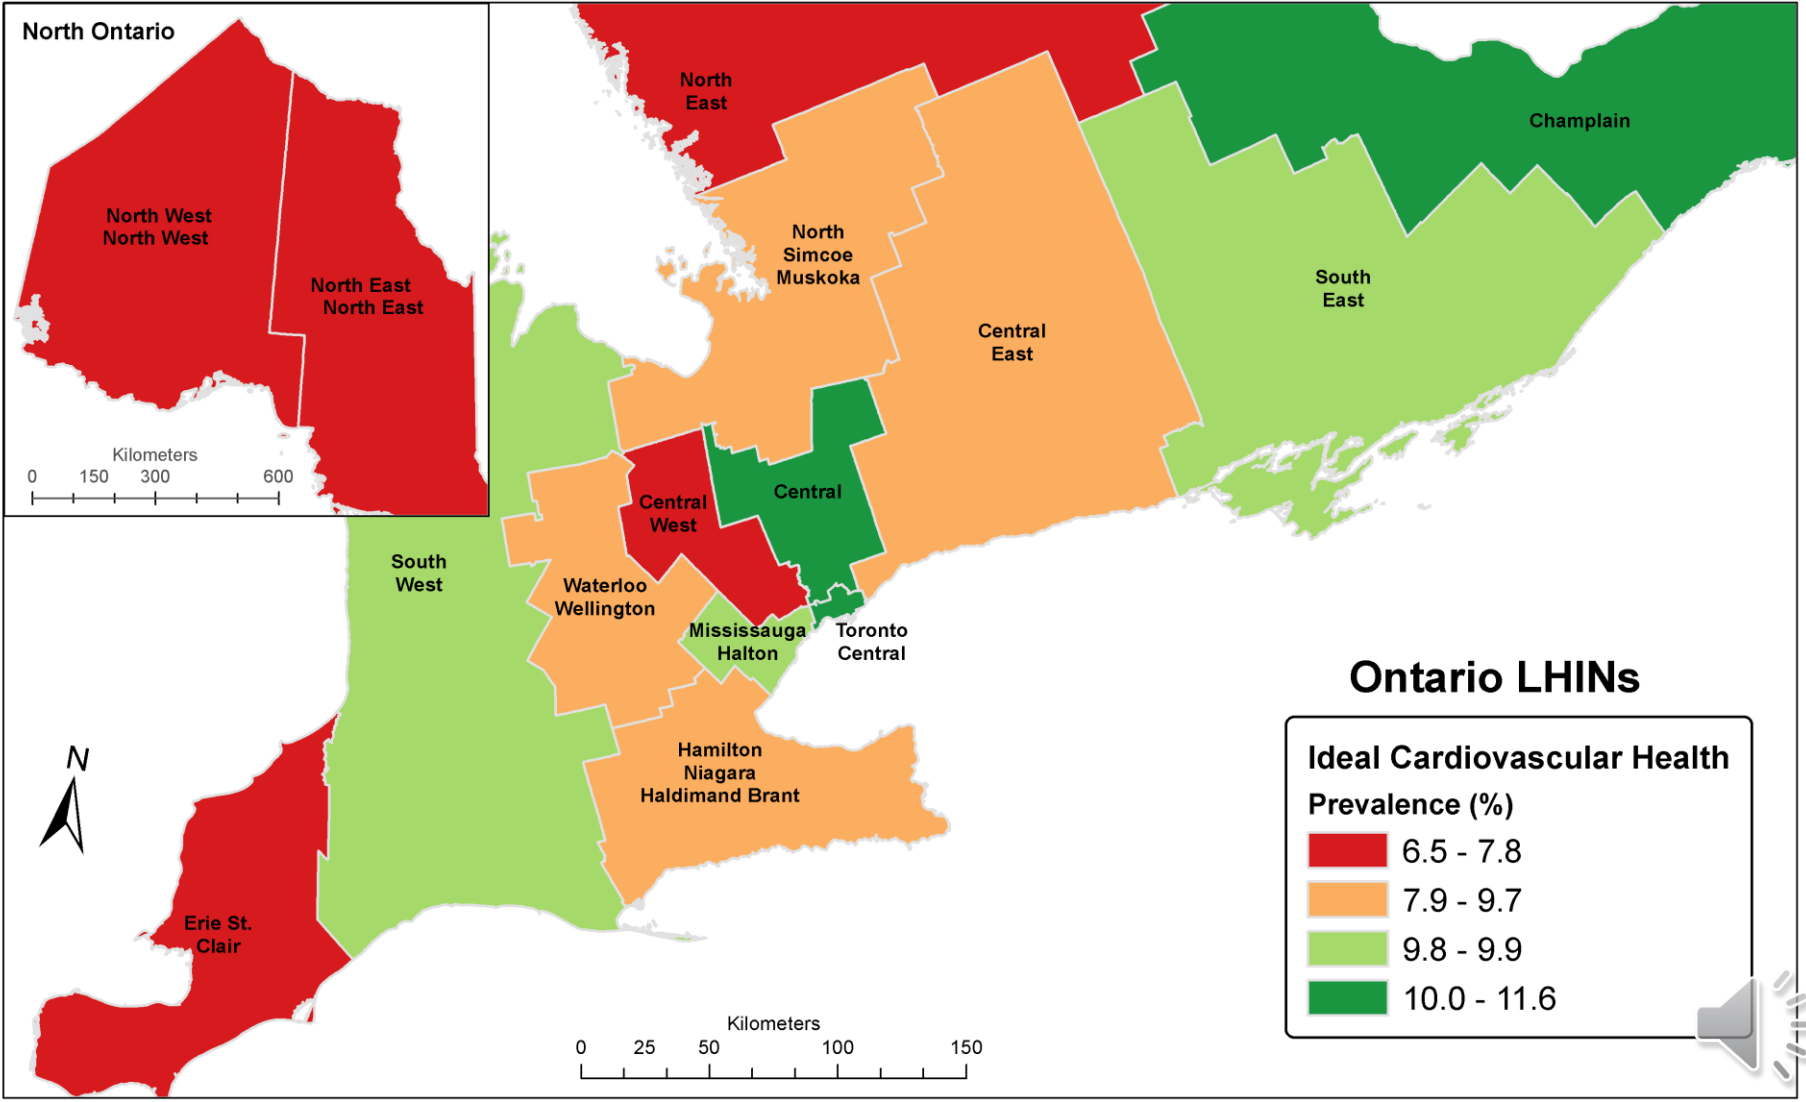 North Ontario
North West
North West
North East
North East
Kilometers
0 150 300 600
North
East
Champlain
North
Simcoe
Muskoka
South
East
Central
East
Central
Central
West
South
West
Waterloo
Wellington
Mississauga
Halton
Toronto
Central
Hamilton
Niagara
Haldimand Brant
Erie St.
Clair
N
Kilometers
0 25 50 100 150
Ontario LHINs
Ideal Cardiovascular Health
Prevalence (%)
6.5 - 7.8
7.9 - 9.7
9.8 - 9.9
10.0 - 11.6